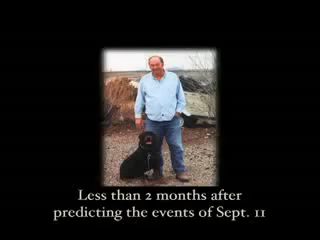 Less than 2 months after
predicting the events of Sept. 11